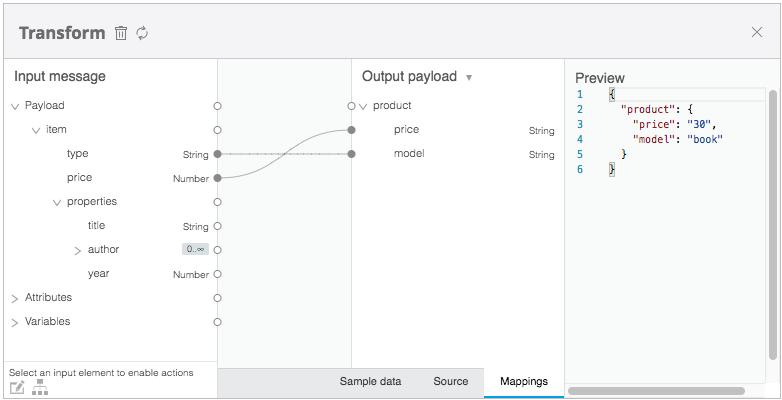 Transform
Input message
Payload
item
type String
price Number
properties
title String
author 0..∞
year Number
Attributes
Variables
Select an input element to enable actions
Output payload
product
price String
model String
Sample data Source Mappings
Preview
1 {
2 "product": {
3 "price": "30",
4 "model": "book"
5 }
6 }